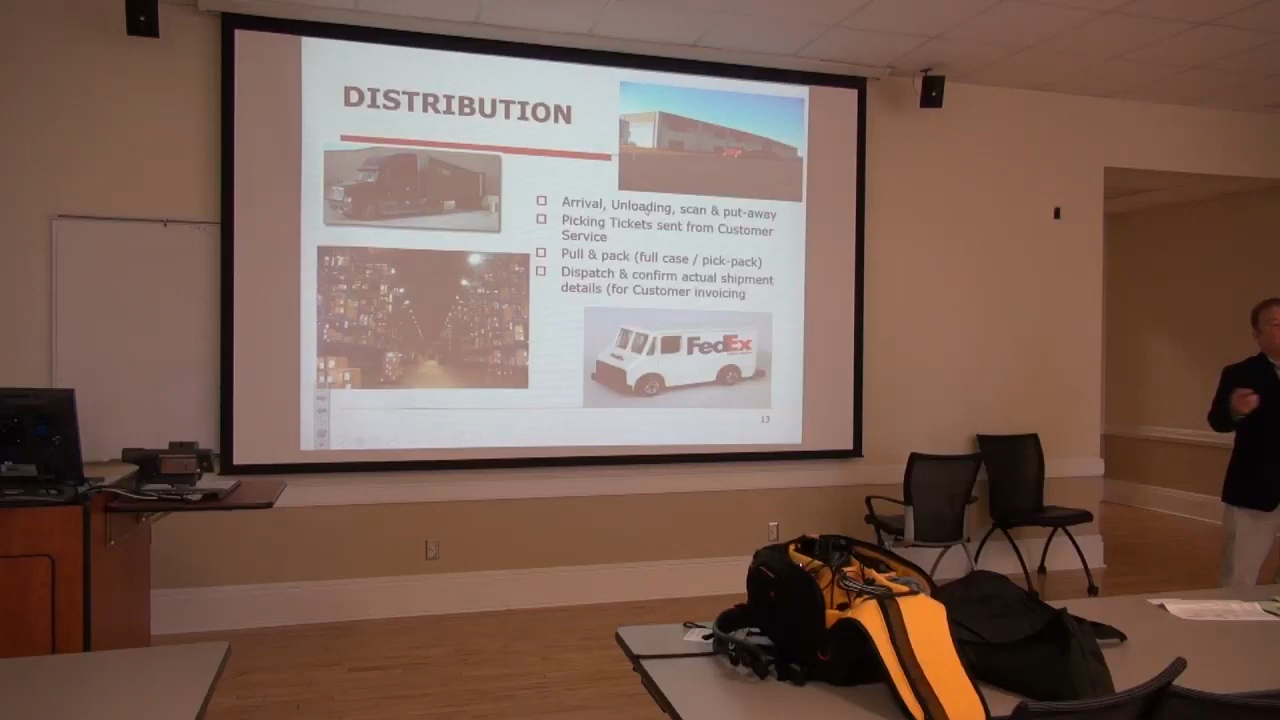 DISTRIBUTION
Arrival, Unloading, scan & put-away
Picking Tickets sent from Customer
Service
Pull & pack (full case / pick-pack)
Dispatch & confirm actual shipment
details (for Customer invoicing
FedEx
13